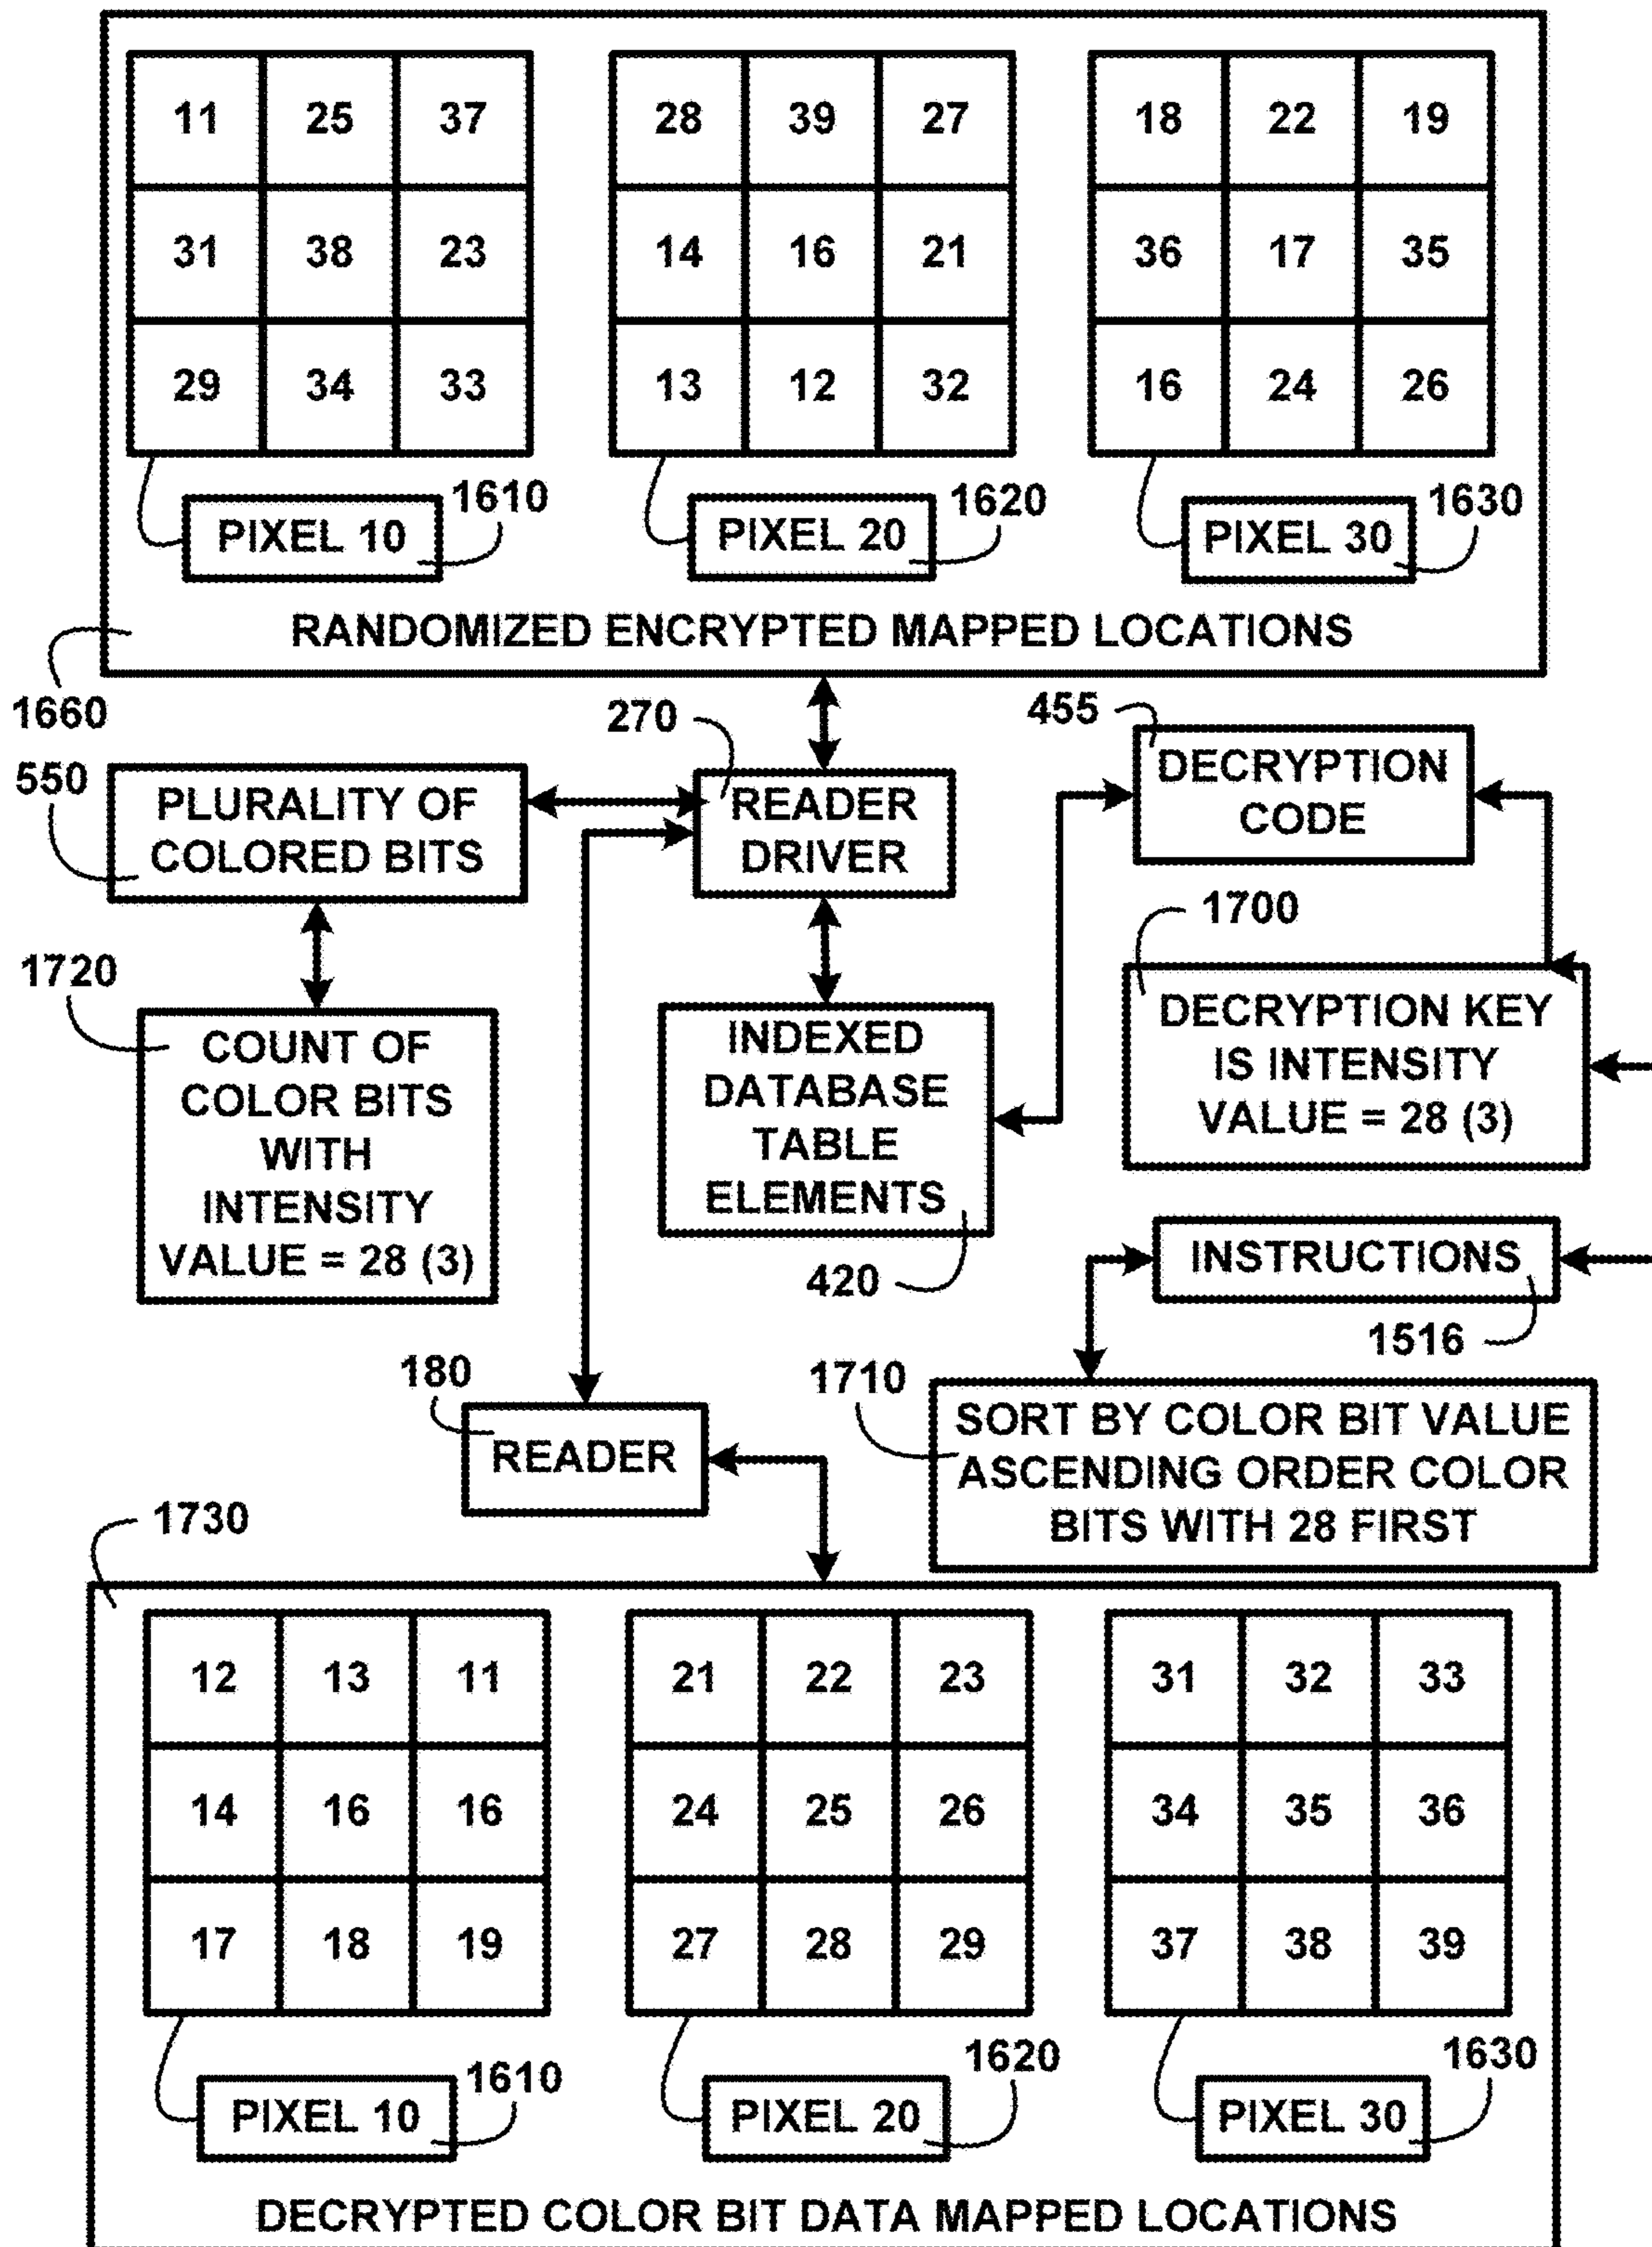 11 25 37 28 39 27 18 22 19
31 38 23 14 16 21 36 17 35
29 34 33 13 12 32 16 24 26
1610 1620 1630
PIXEL 10 PIXEL 20 PIXEL 30
RANDOMIZED ENCRYPTED MAPPED LOCATIONS
1660
270
455
550
PLURALITY OF
COLORED BITS
READER
DRIVER
DECRYPTION
CODE
1700
1720
COUNT OF
COLOR BITS
WITH
INTENSITY
VALUE = 28 (3)
INDEXED
DATABASE
TABLE
ELEMENTS
420
DECRYPTION KEY
IS INTENSITY
VALUE = 28 (3)
INSTRUCTIONS
1516
180
READER
1710
SORT BY COLOR BIT VALUE
ASCENDING ORDER COLOR
BITS WITH 28 FIRST
1730
12 13 11 21 22 23 31 32 33
14 16 16 24 25 26 34 35 36
17 18 19 27 28 29 37 38 39
1610 1620 1630
PIXEL 10 PIXEL 20 PIXEL 30
DECRYPTED COLOR BIT DATA MAPPED LOCATIONS